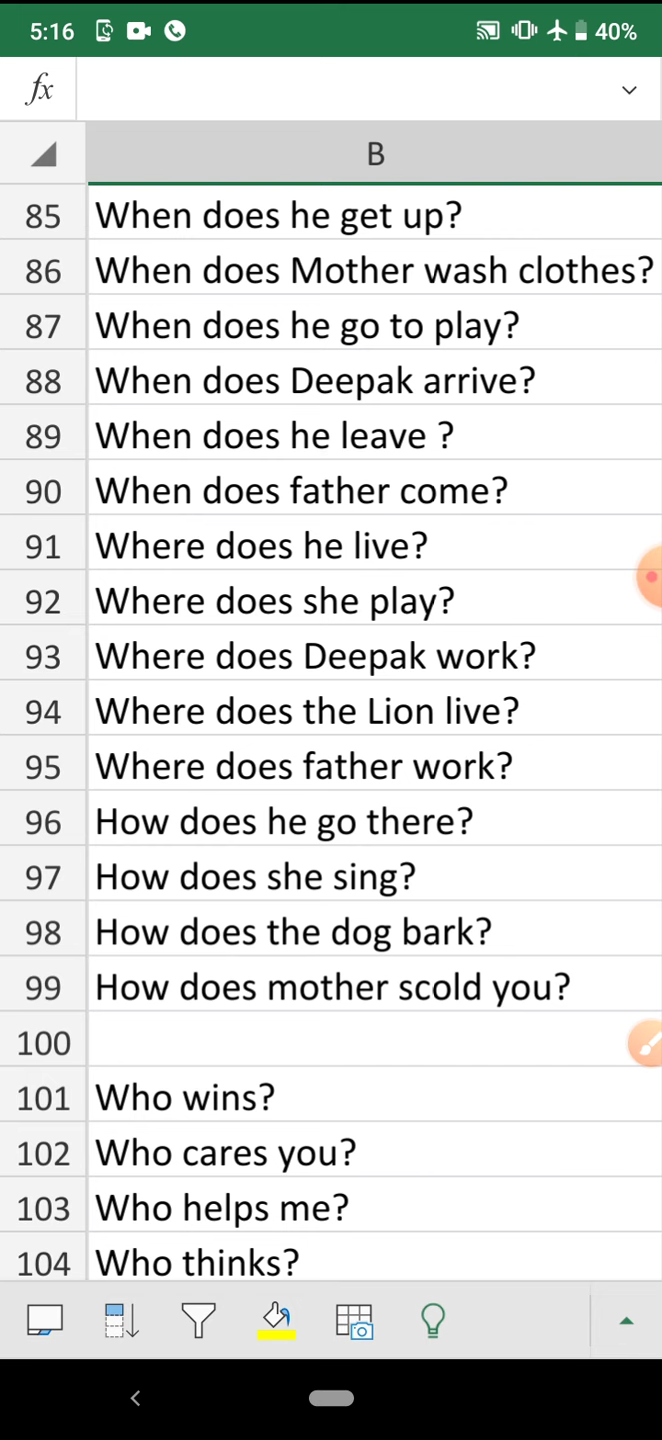 5:16 40%
fx
B
85 When does he get up?
86 When does Mother wash clothes?
87 When does he go to play?
88 When does Deepak arrive?
89 When does he leave ?
90 When does father come?
91 Where does he live?
92 Where does she play?
93 Where does Deepak work?
94 Where does the Lion live?
95 Where does father work?
96 How does he go there?
97 How does she sing?
98 How does the dog bark?
99 How does mother scold you?
100
101 Who wins?
102 Who cares you?
103 Who helps me?
104 Who thinks?